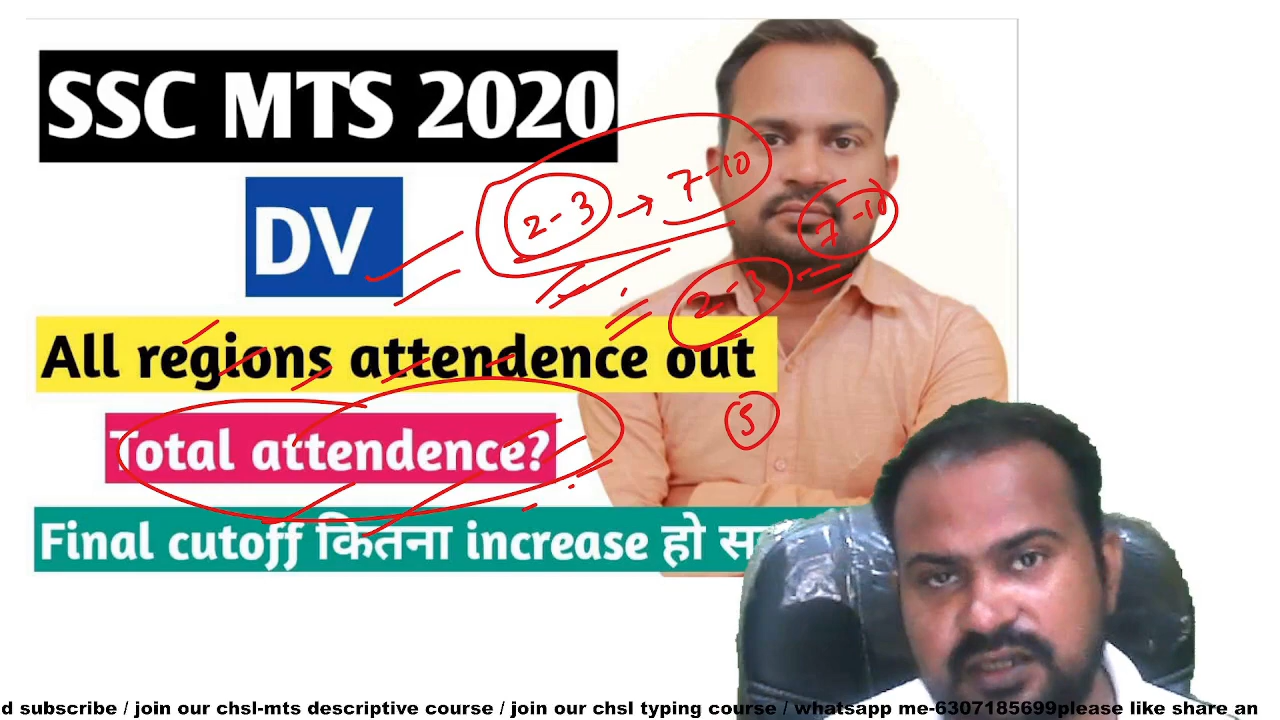 SSC MTS 2020
2-3 → 7-10
7-10
DV
2-3
All regions attendence out
5
Total attendence?
Final cutoff कितना increase हो
d subscribe / join our chsl-mts descriptive course / join our chsl typing course / whatsapp me-6307185699please like share an